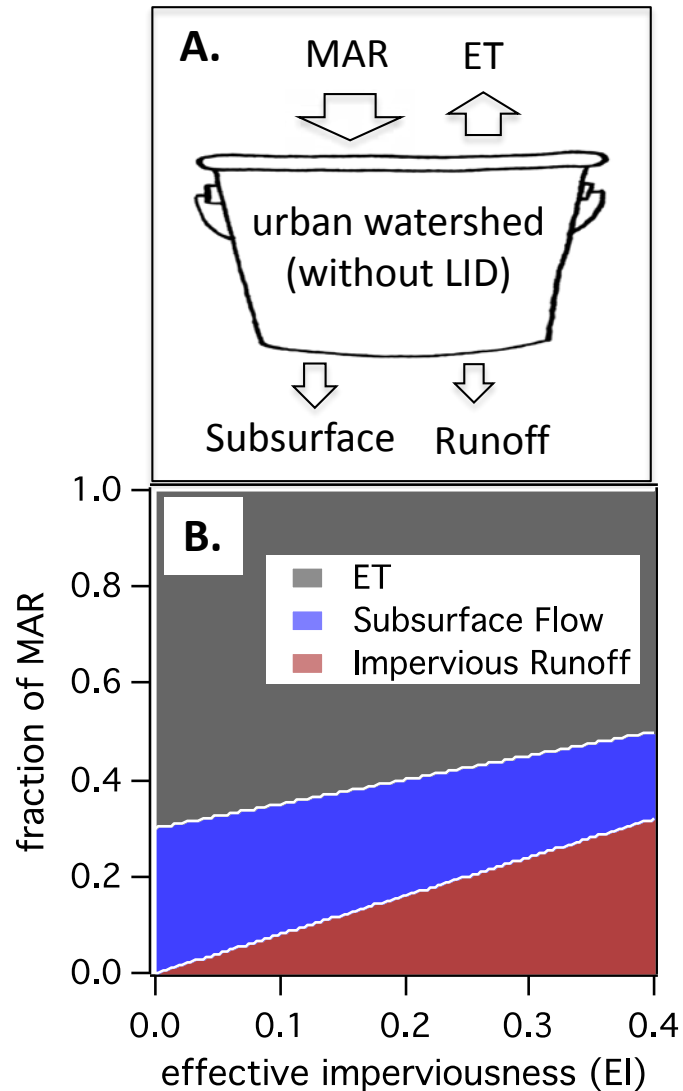 A.
MAR ET
urban watershed
(without LID)
Subsurface Runoff
B.
ET
Subsurface Flow
Impervious Runoff
1.0
0.8
0.6
0.4
0.2
0.0
fraction of MAR
0.0 0.1 0.2 0.3 0.4
effective imperviousness (EI)